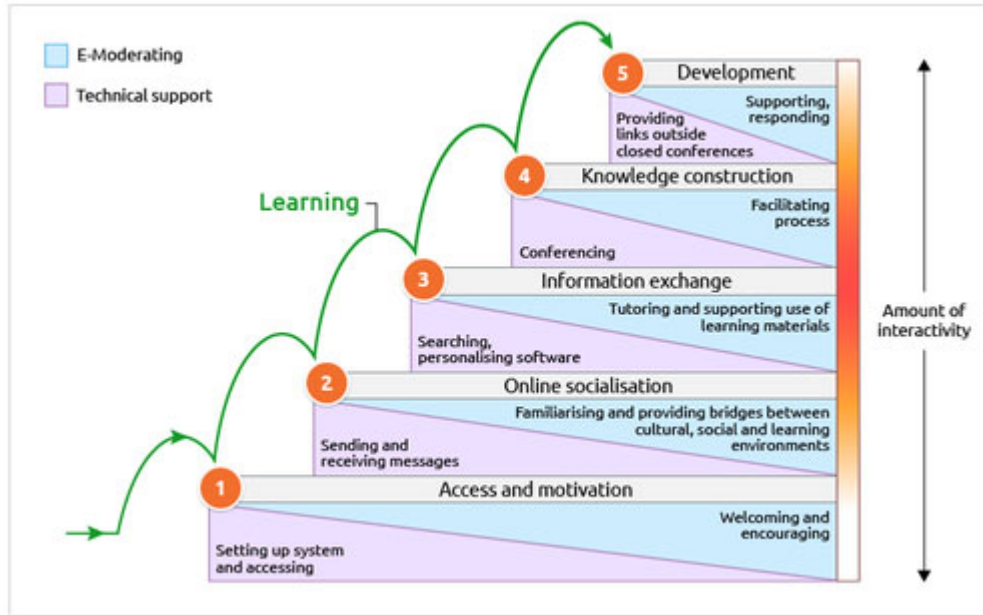 E-Moderating
Technical support
Learning
5
Development
Supporting,
responding
Providing
links outside
closed conferences
4
Knowledge construction
Facilitating
process
Conferencing
3
Information exchange
Tutoring and supporting use of
learning materials
Searching,
personalising software
2
Online socialisation
Familiarising and providing bridges between
cultural, social and learning
environments
Sending and
receiving messages
1
Access and motivation
Welcoming and
encouraging
Setting up system
and accessing
Amount of
interactivity